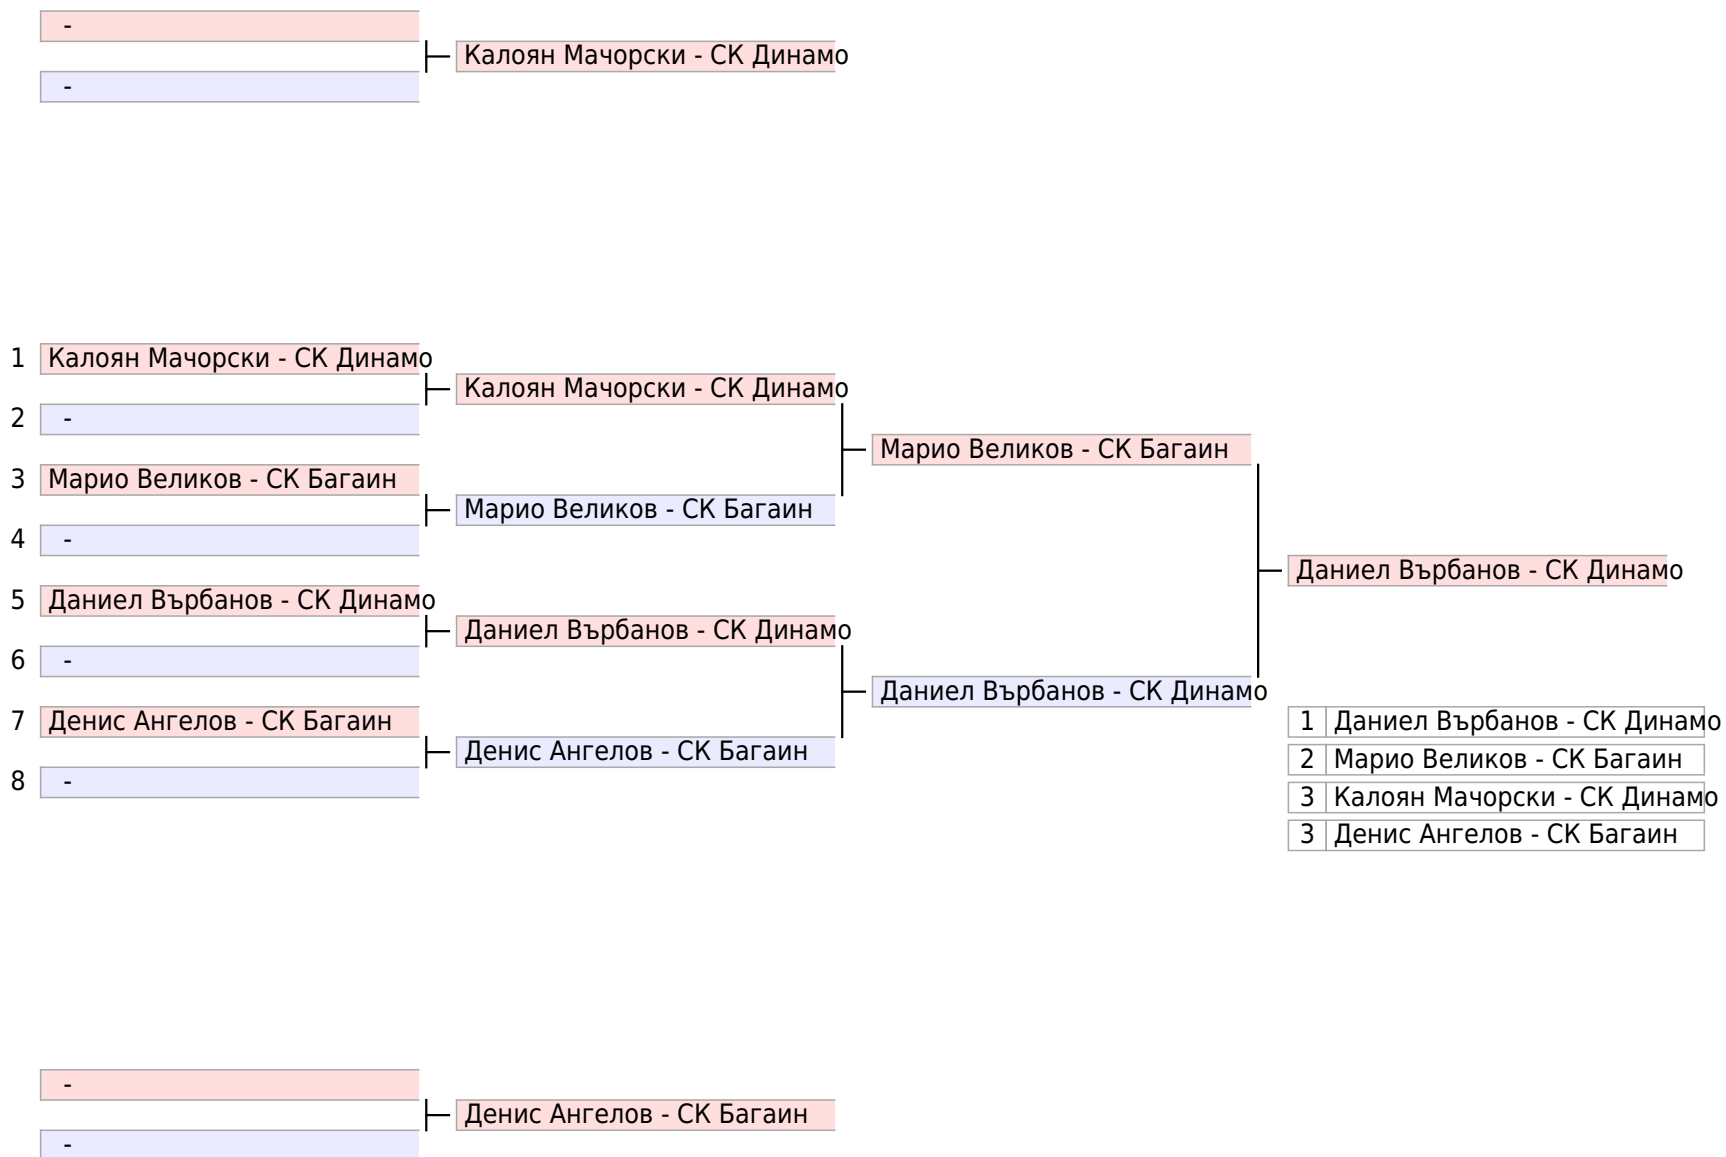 -
Калоян Мачорски - СК Динамо
-
1 Калоян Мачорски - СК Динамо
Калоян Мачорски - СК Динамо
2 -
Марио Великов - СК Багаин
3 Марио Великов - СК Багаин
Марио Великов - СК Багаин
4 -
Даниел Върбанов - СК Динамо
5 Даниел Върбанов - СК Динамо
Даниел Върбанов - СК Динамо
6 -
Даниел Върбанов - СК Динамо
7 Денис Ангелов - СК Багаин
1 Даниел Върбанов - СК Динамо
Денис Ангелов - СК Багаин
2 Марио Великов - СК Багаин
8 -
3 Калоян Мачорски - СК Динамо
3 Денис Ангелов - СК Багаин
-
Денис Ангелов - СК Багаин
-